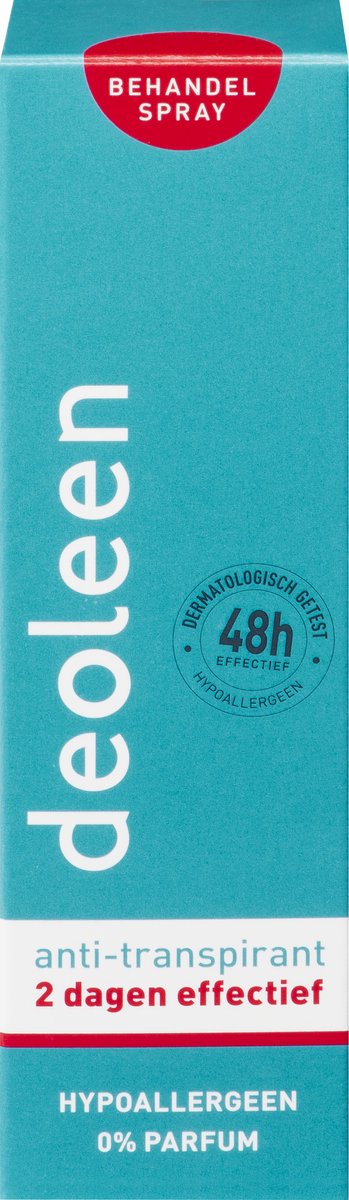 BEHANDEL
SPRAY
deoleen
DERMATOLOGISCH GETEST
48h
EFFECTIEF
HYPOALLERGEEN
anti-transpirant
2 dagen effectief
HYPOALLERGEEN
0% PARFUM